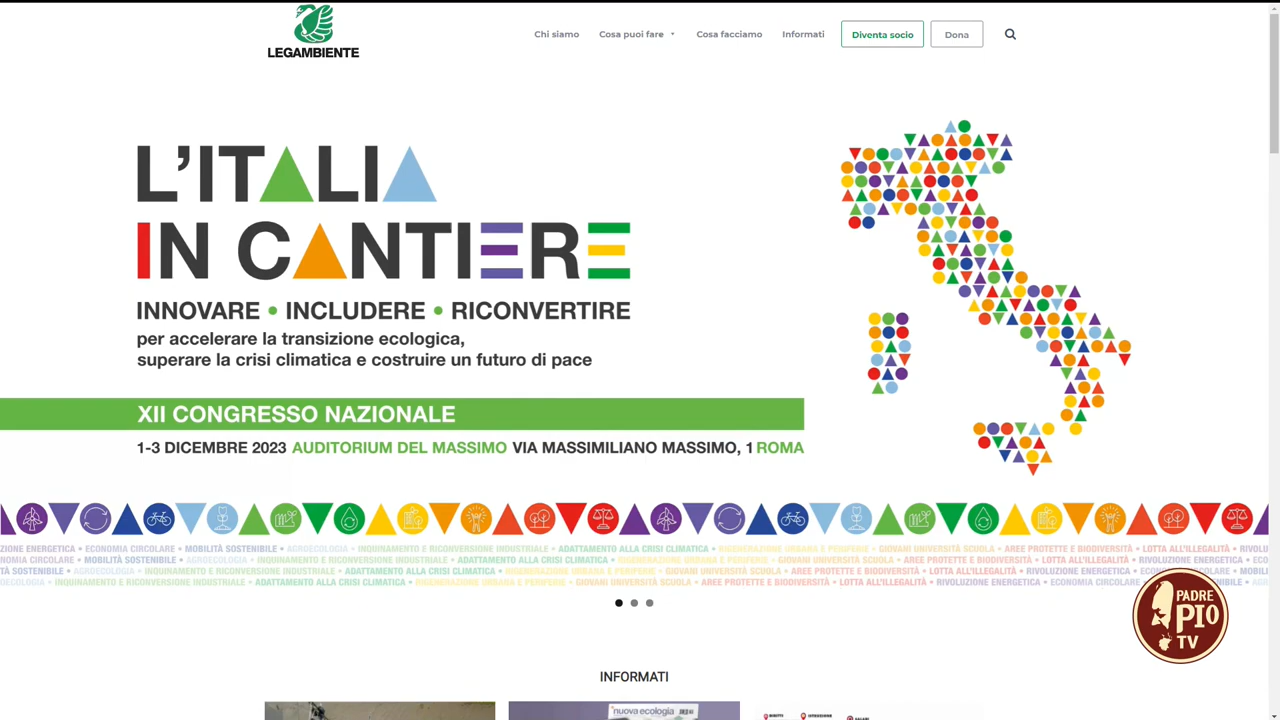 LEGAMBIENTE
Chi siamo Cosa puoi fare Cosa facciamo Informati Diventa socio Dona
L'ITALIA
IN CANTIERE
INNOVARE • INCLUDERE • RICONVERTIRE
per accelerare la transizione ecologica,
superare la crisi climatica e costruire un futuro di pace
XII CONGRESSO NAZIONALE
1-3 DICEMBRE 2023 AUDITORIUM DEL MASSIMO VIA MASSIMILIANO MASSIMO, 1 ROMA
ZIONE ENERGETICA • ECONOMIA CIRCOLARE • MOBILITÀ SOSTENIBILE • AGROECOLOGIA • INQUINAMENTO E RICONVERSIONE INDUSTRIALE • ADATTAMENTO ALLA CRISI CLIMATICA • RIGENERAZIONE URBANA E PERIFERIE • GIOVANI UNIVERSITÀ SCUOLA • AREE PROTETTE E BIODIVERSITÀ • LOTTA ALL'ILLEGALITÀ • RIVOLU
NOMIA CIRCOLARE • MOBILITÀ SOSTENIBILE • AGROECOLOGIA • INQUINAMENTO E RICONVERSIONE INDUSTRIALE • ADATTAMENTO ALLA CRISI CLIMATICA • RIGENERAZIONE URBANA E PERIFERIE • GIOVANI UNIVERSITÀ SCUOLA • AREE PROTETTE E BIODIVERSITÀ • LOTTA ALL'ILLEGALITÀ • RIVOLUZIONE ENERGETICA • ECO
TÀ SOSTENIBILE • AGROECOLOGIA • INQUINAMENTO E RICONVERSIONE INDUSTRIALE • ADATTAMENTO ALLA CRISI CLIMATICA • RIGENERAZIONE URBANA E PERIFERIE • GIOVANI UNIVERSITÀ SCUOLA • AREE PROTETTE E BIODIVERSITÀ • LOTTA ALL'ILLEGALITÀ • RIVOLUZIONE ENERGETICA • ECONOMIA CIRCOLARE • MOBIL
OECOLOGIA • INQUINAMENTO E RICONVERSIONE INDUSTRIALE • ADATTAMENTO ALLA CRISI CLIMATICA • RIGENERAZIONE URBANA E PERIFERIE • GIOVANI UNIVERSITÀ SCUOLA • AREE PROTETTE E BIODIVERSITÀ • LOTTA ALL'ILLEGALITÀ • RIVOLUZIONE ENERGETICA • ECONOMIA CIRCOLARE
PADRE
PIO
TV
INFORMATI
nuova ecologia